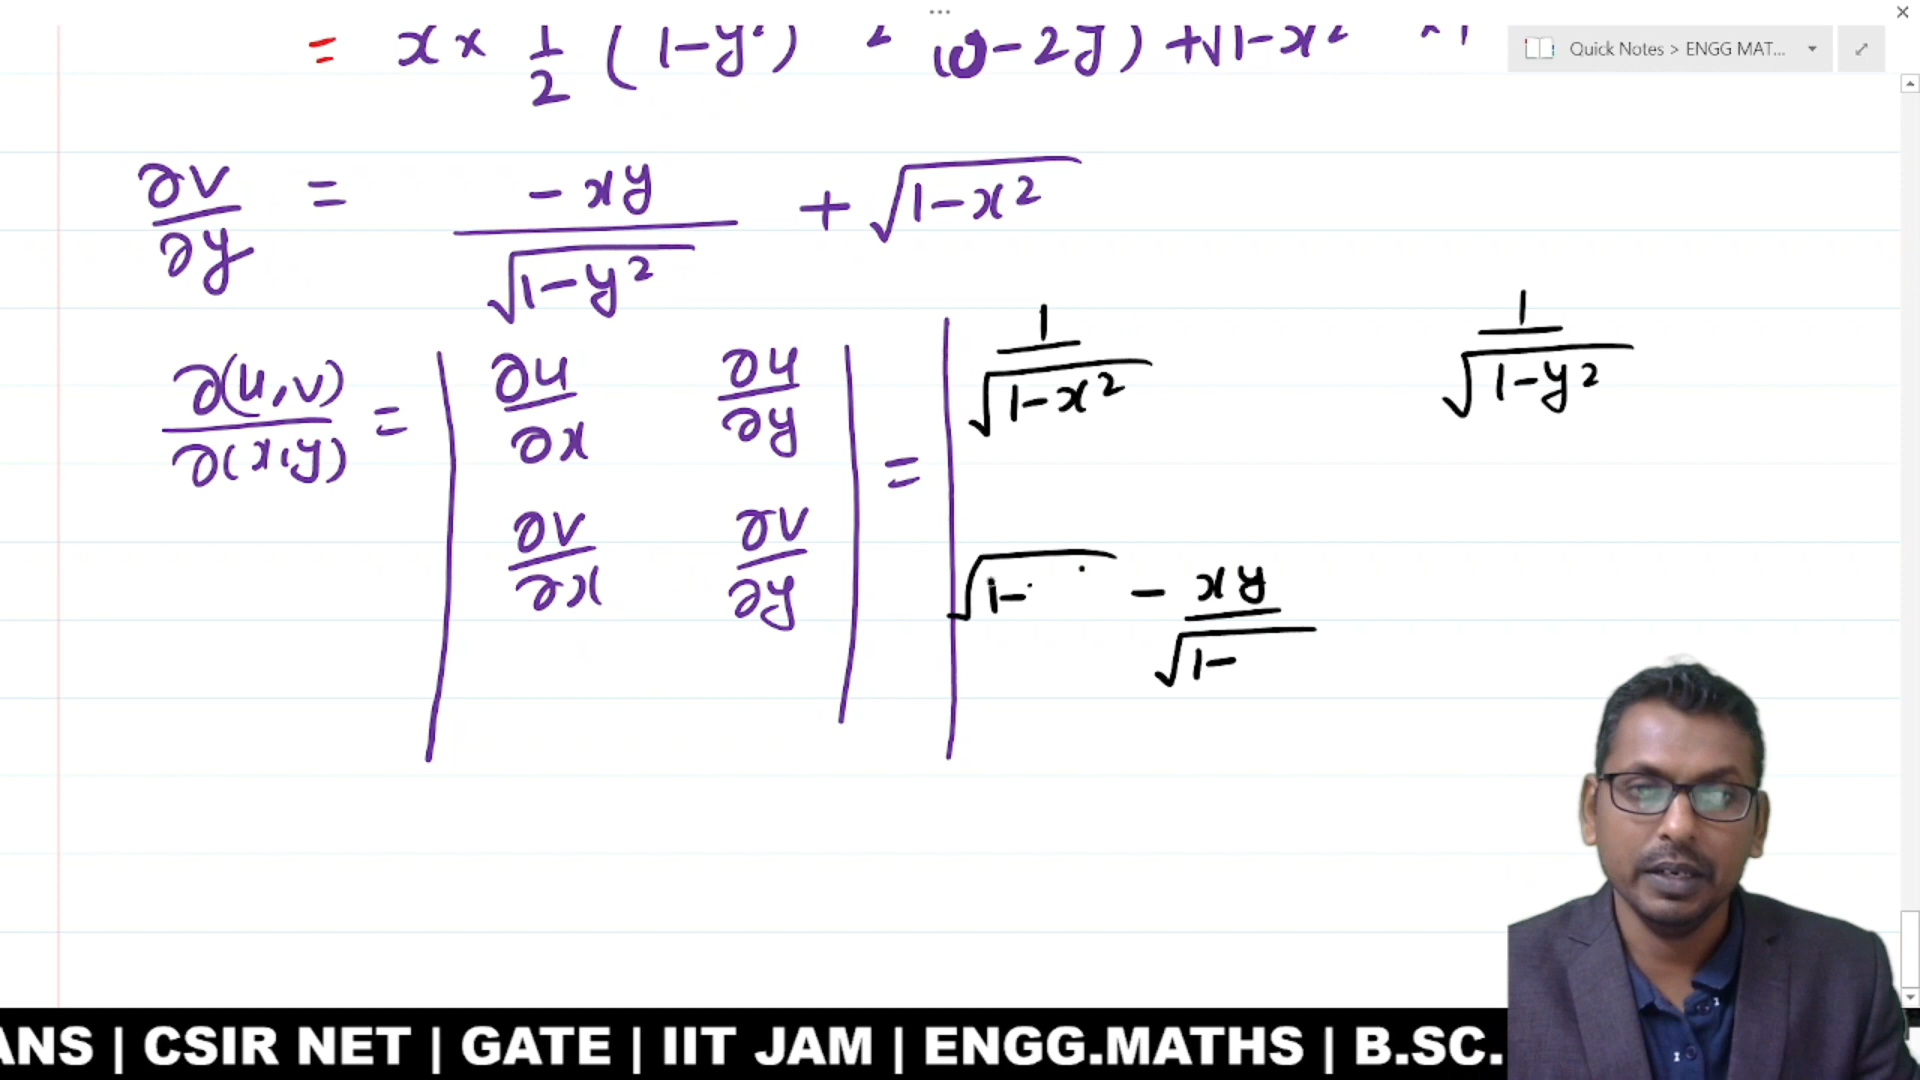 ...
Quick Notes > ENGG MAT...
= x × 1/2 (1-y²) (0-2y) + √1-x²
∂v/∂y = -xy/√(1-y²) + √(1-x²)
∂(u,v)/∂(x,y) = | ∂u/∂x ∂u/∂y | = | 1/√(1-x²) 1/√(1-y²)
| ∂v/∂x ∂v/∂y | | √(1- - xy/√(1-
ANS | CSIR NET | GATE | IIT JAM | ENGG.MATHS | B.SC.